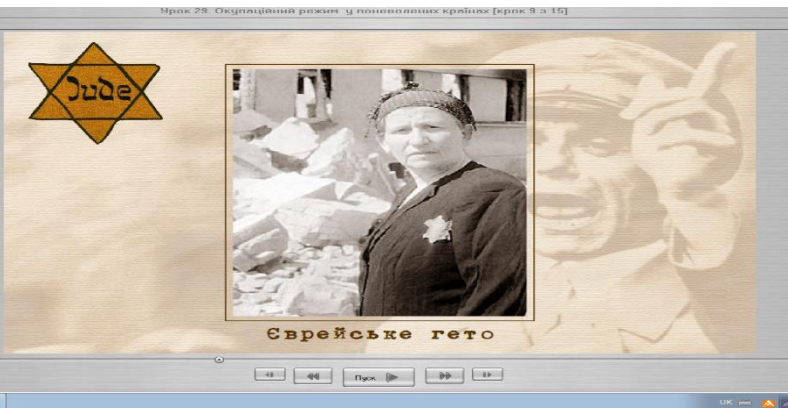 Урок 29. Окупаційний режим у поневолених країнах [крок 9 з 15]
Jude
Єврейське гето
Пуск
UK